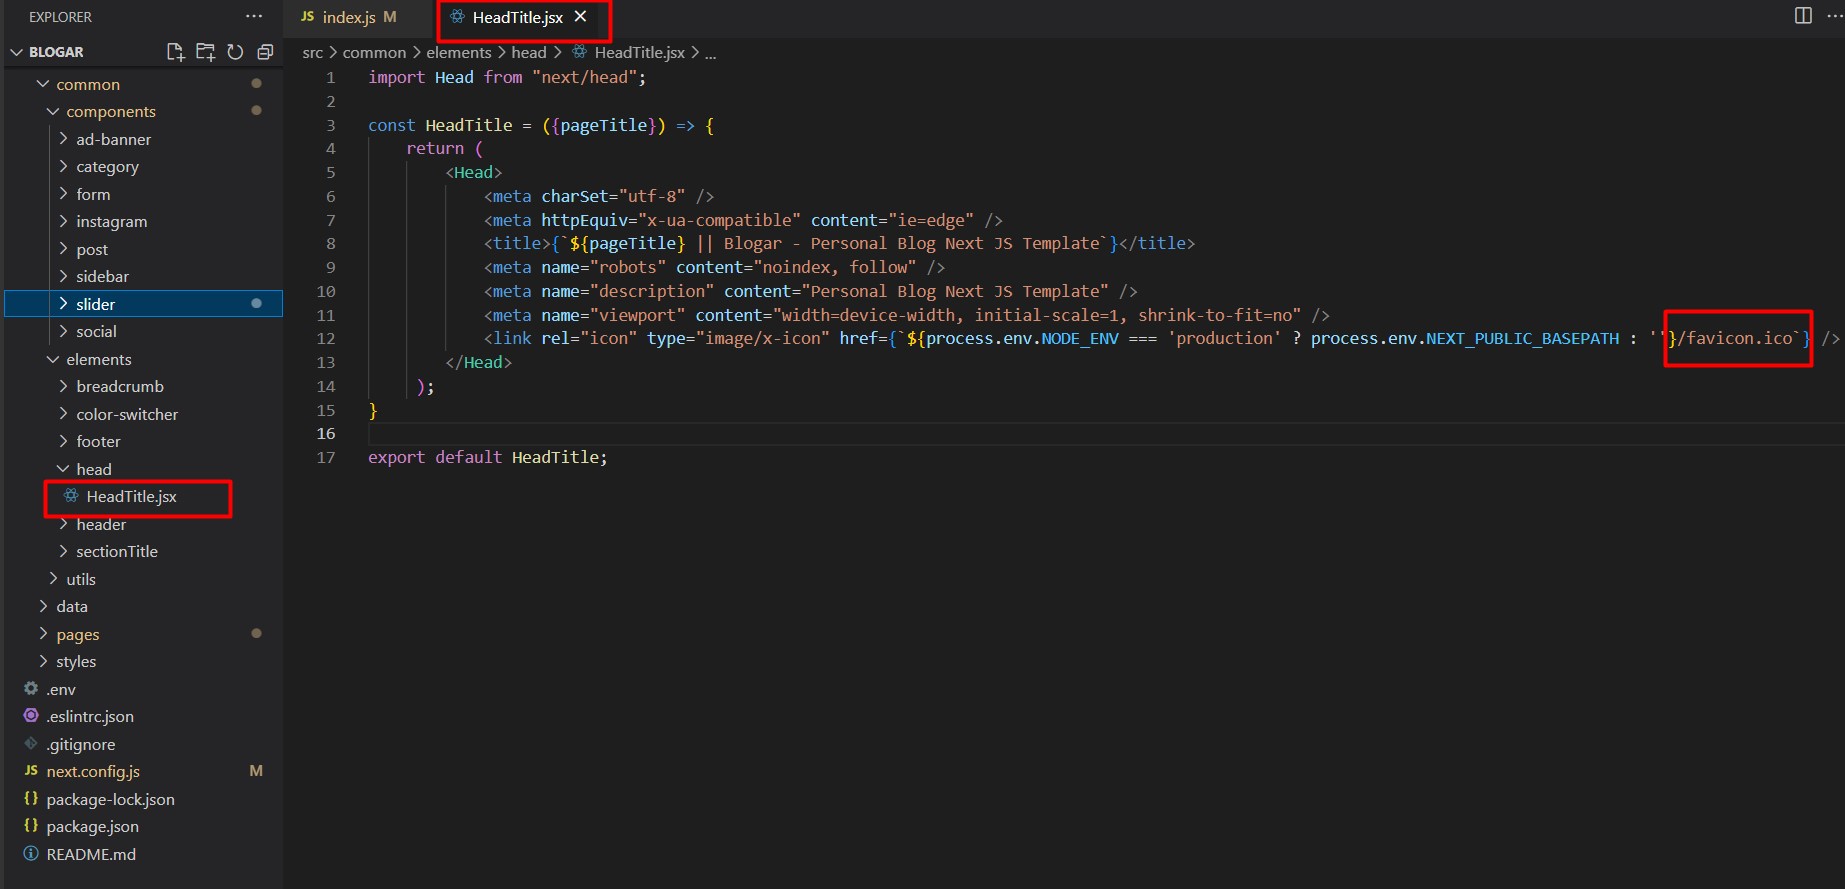 EXPLORER ...
BLOGAR
common
components
ad-banner
category
form
instagram
post
sidebar
slider
social
elements
breadcrumb
color-switcher
footer
head
HeadTitle.jsx
header
sectionTitle
utils
data
pages
styles
.env
.eslintrc.json
.gitignore
JS next.config.js M
{} package-lock.json
{} package.json
README.md
JS index.js M
HeadTitle.jsx ×
src > common > elements > head > HeadTitle.jsx > ...
1 import Head from "next/head";
2
3 const HeadTitle = ({pageTitle}) => {
4 return (
5 <Head>
6 <meta charSet="utf-8" />
7 <meta httpEquiv="x-ua-compatible" content="ie=edge" />
8 <title>{`${pageTitle} || Blogar - Personal Blog Next JS Template`}</title>
9 <meta name="robots" content="noindex, follow" />
10 <meta name="description" content="Personal Blog Next JS Template" />
11 <meta name="viewport" content="width=device-width, initial-scale=1, shrink-to-fit=no" />
12 <link rel="icon" type="image/x-icon" href={`${process.env.NODE_ENV === 'production' ? process.env.NEXT_PUBLIC_BASEPATH : ''}/favicon.ico`} />
13 </Head>
14 );
15 }
16
17 export default HeadTitle;